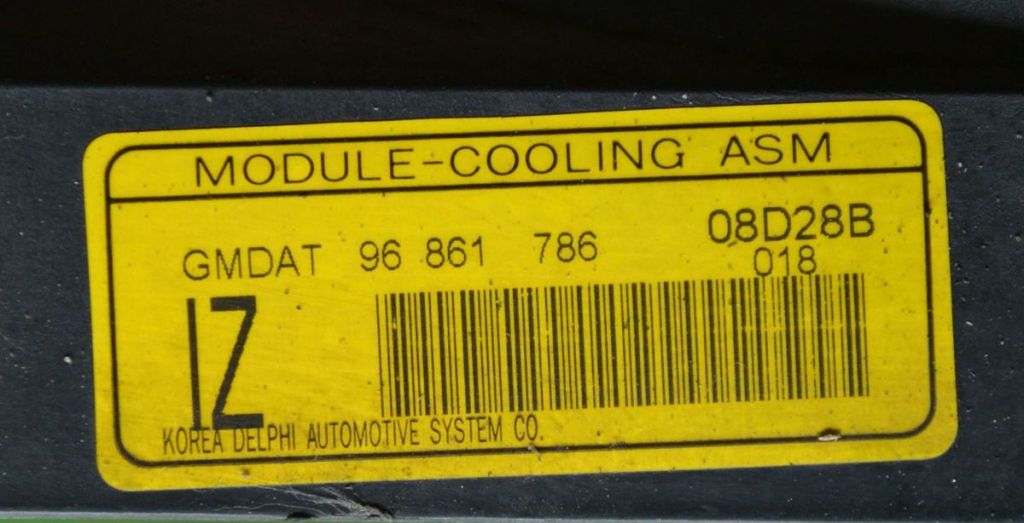 MODULE-COOLING ASM
08D28B
GMDAT 96 861 786
018
IZ
KOREA DELPHI AUTOMOTIVE SYSTEM CO.